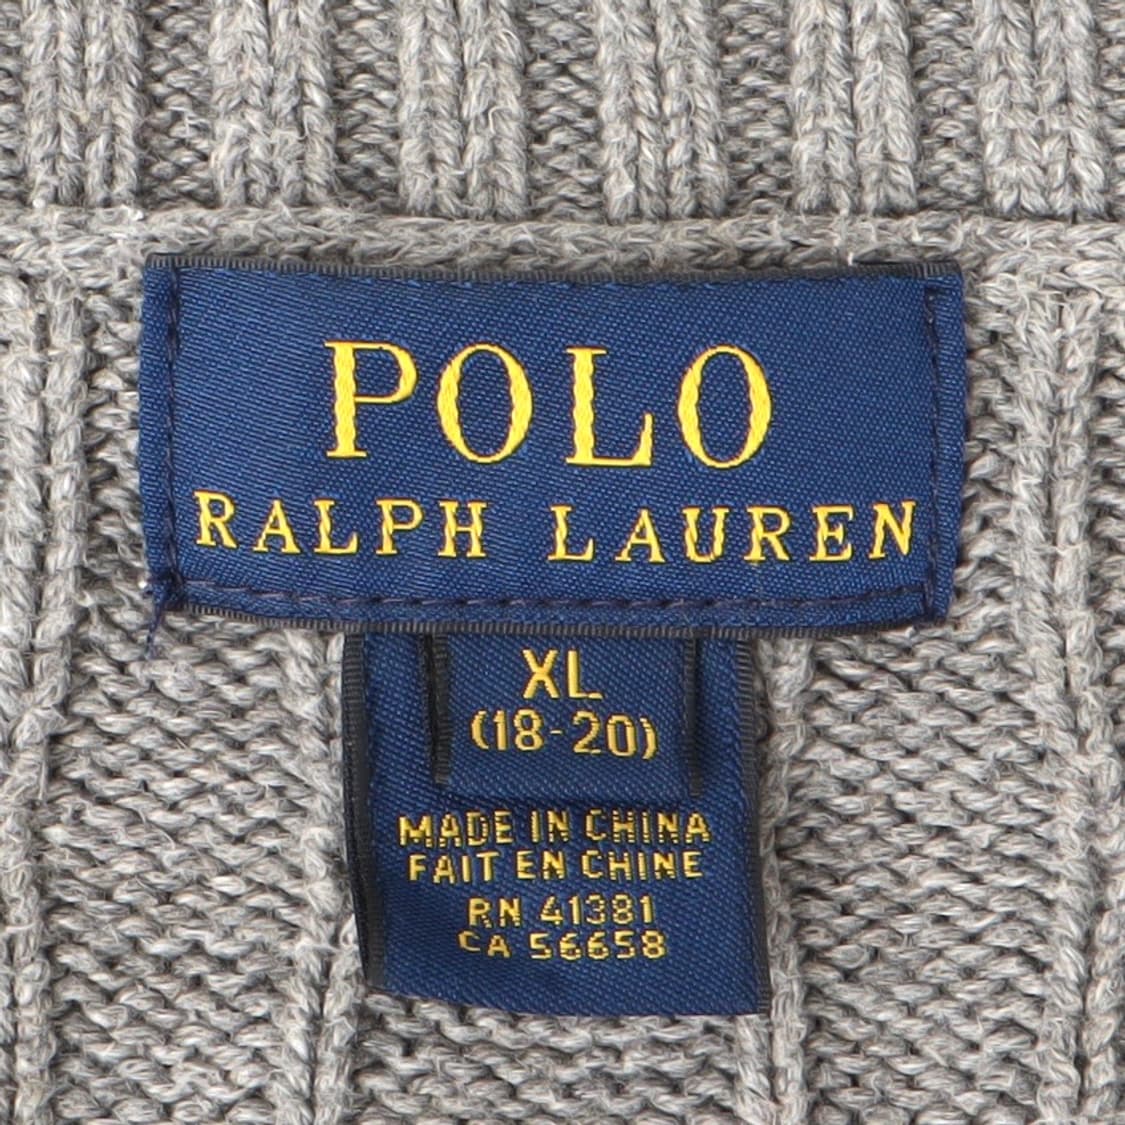 POLO
RALPH LAUREN
XL
(18-20)
MADE IN CHINA
FAIT EN CHINE
RN 41381
CA 56658